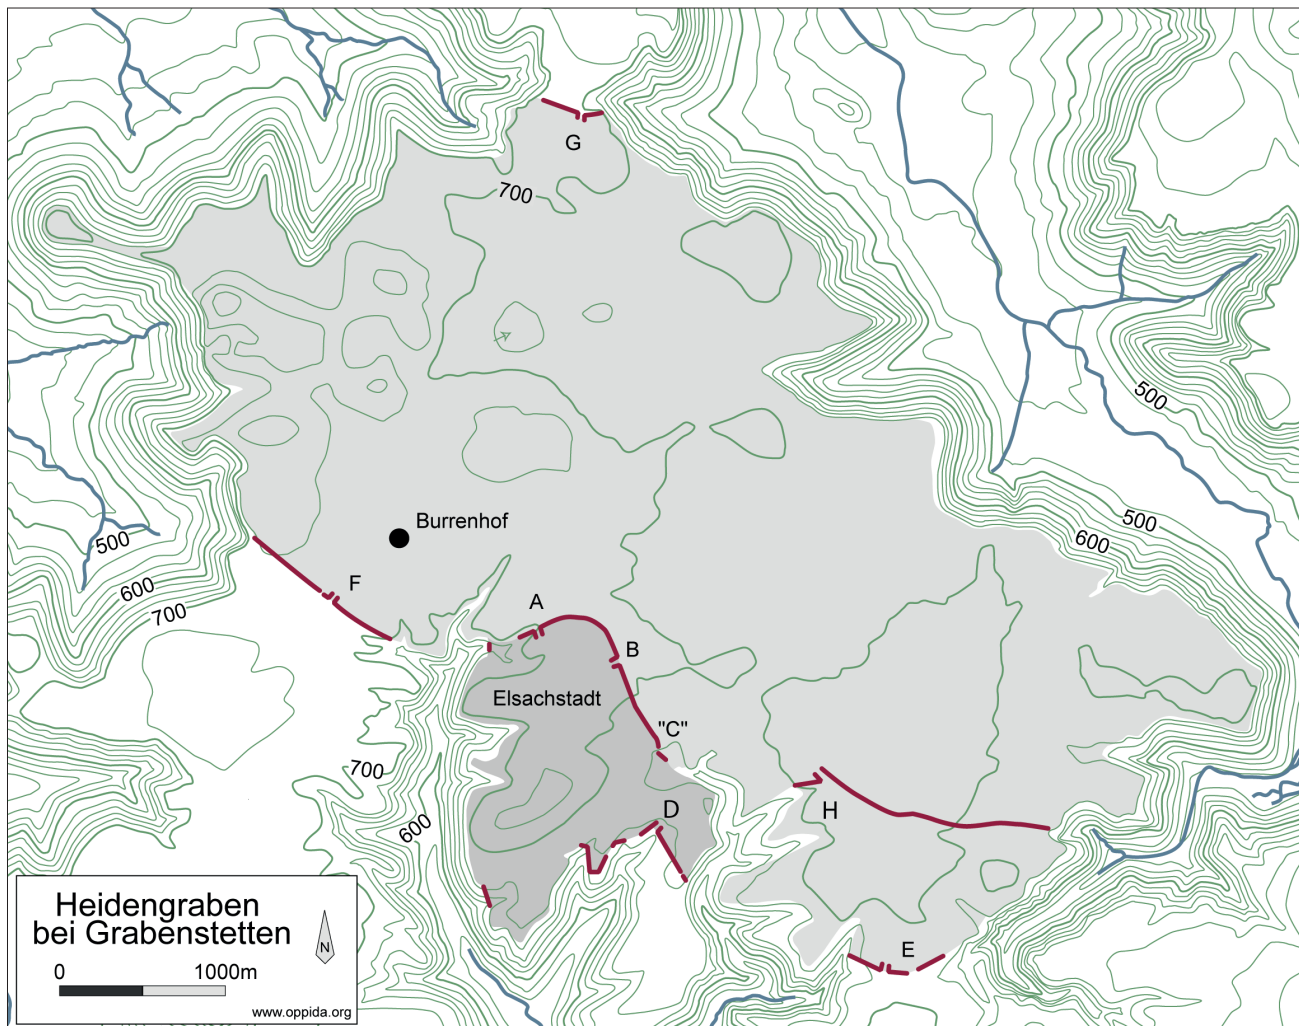 G
700
500
Burrenhof
500
500
600
F
600
A
700
B
Elsachstadt
"C"
700
D
H
600
Heidengraben
bei Grabenstetten
N
0 1000m
www.oppida.org
E